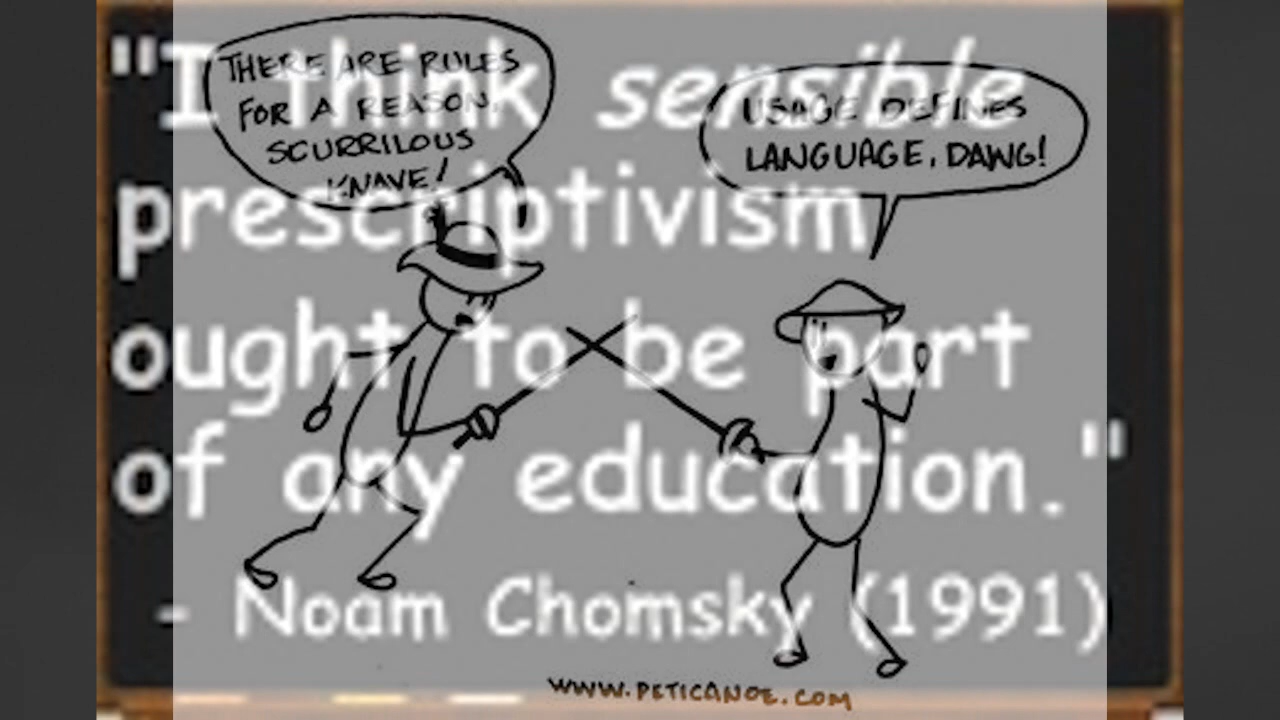 "I think sensible
prescriptivism
ought to be part
of any education."
- Noam Chomsky (1991)
THERE ARE RULES
FOR A REASON,
SCURRILOUS
KNAVE!
USAGE DEFINES
LANGUAGE, DAWG!
WWW.PETICANOE.COM